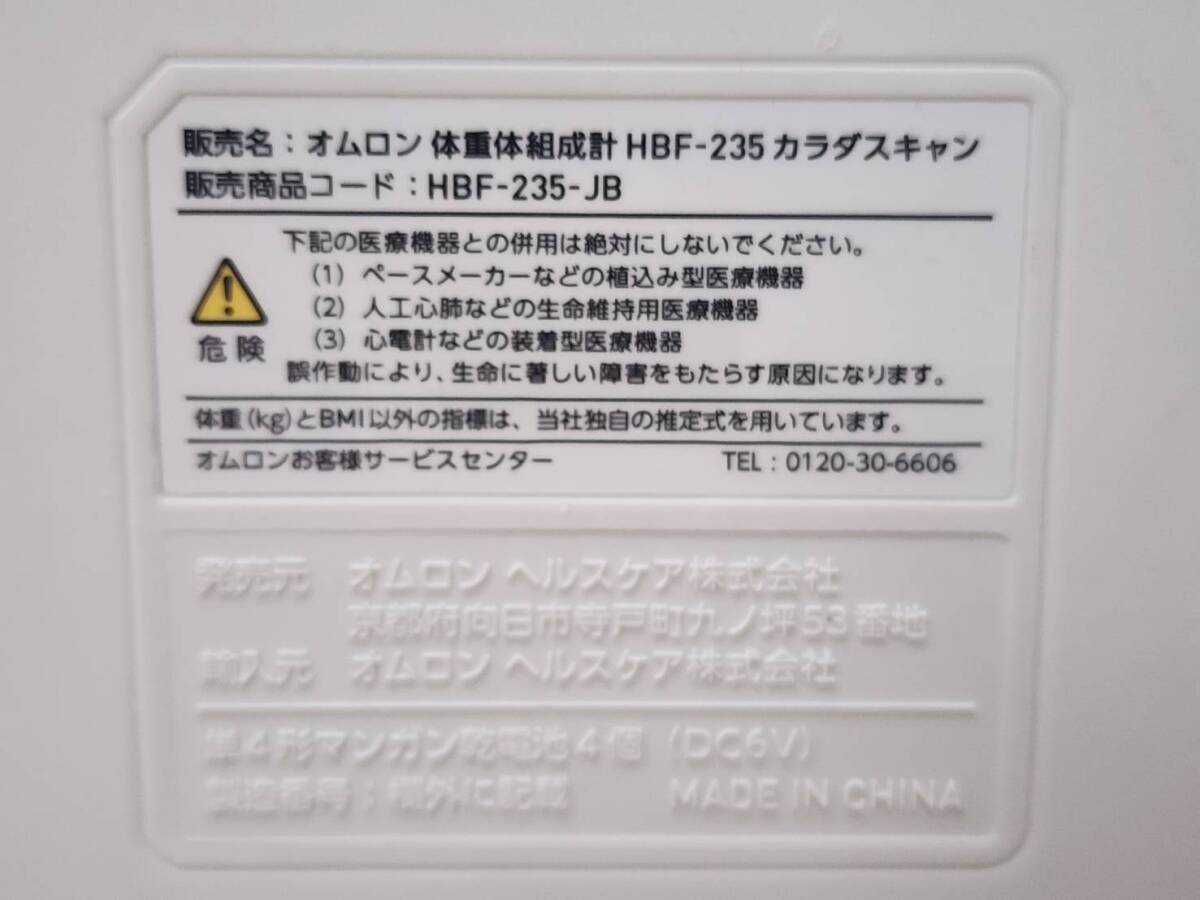 販売名：オムロン 体重体組成計 HBF-235 カラダスキャン
販売商品コード：HBF-235-JB
下記の医療機器との併用は絶対にしないでください。
(1) ペースメーカーなどの植込み型医療機器
(2) 人工心肺などの生命維持用医療機器
(3) 心電計などの装着型医療機器
危険
誤作動により、生命に著しい障害をもたらす原因になります。
体重(kg)とBMI以外の指標は、当社独自の推定式を用いています。
オムロンお客様サービスセンター TEL：0120-30-6606
発売元 オムロン ヘルスケア株式会社
京都府向日市寺戸町九ノ坪53番地
輸入元 オムロン ヘルスケア株式会社
単4形マンガン乾電池4個 (DC6V)
製造番号：欄外に記載 MADE IN CHINA